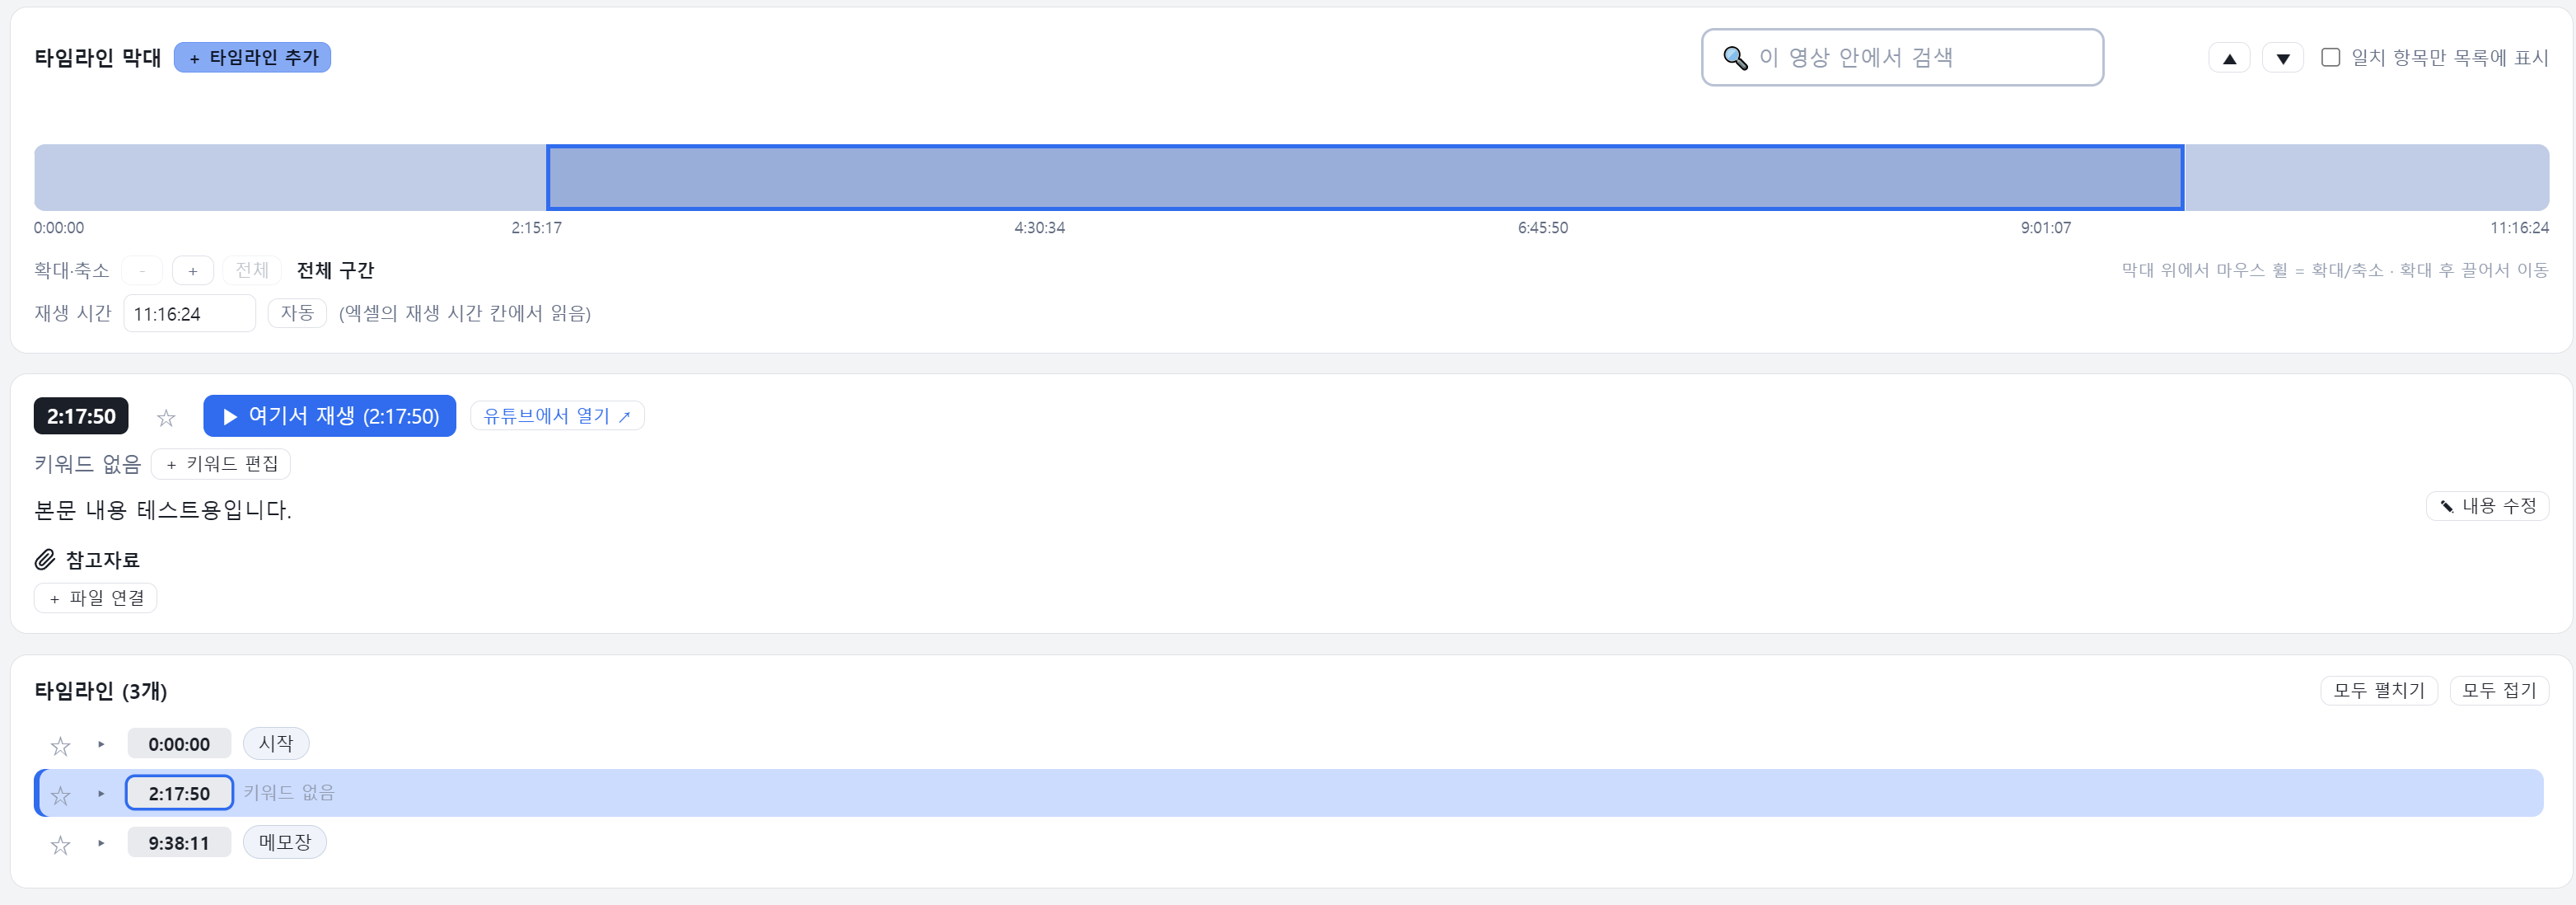 타임라인 막대 + 타임라인 추가 이 영상 안에서 검색 ▲ ▼ 일치 항목만 목록에 표시
0:00:00 2:15:17 4:30:34 6:45:50 9:01:07 11:16:24
확대·축소 - + 전체 전체 구간 막대 위에서 마우스 휠 = 확대/축소 · 확대 후 끌어서 이동
재생 시간 11:16:24 자동 (엑셀의 재생 시간 칸에서 읽음)
2:17:50 ☆ ▶ 여기서 재생 (2:17:50) 유튜브에서 열기 ↗
키워드 없음 + 키워드 편집
본문 내용 테스트용입니다. 내용 수정
참고자료
+ 파일 연결
타임라인 (3개) 모두 펼치기 모두 접기
☆ ▸ 0:00:00 시작
☆ ▸ 2:17:50 키워드 없음
☆ ▸ 9:38:11 메모장